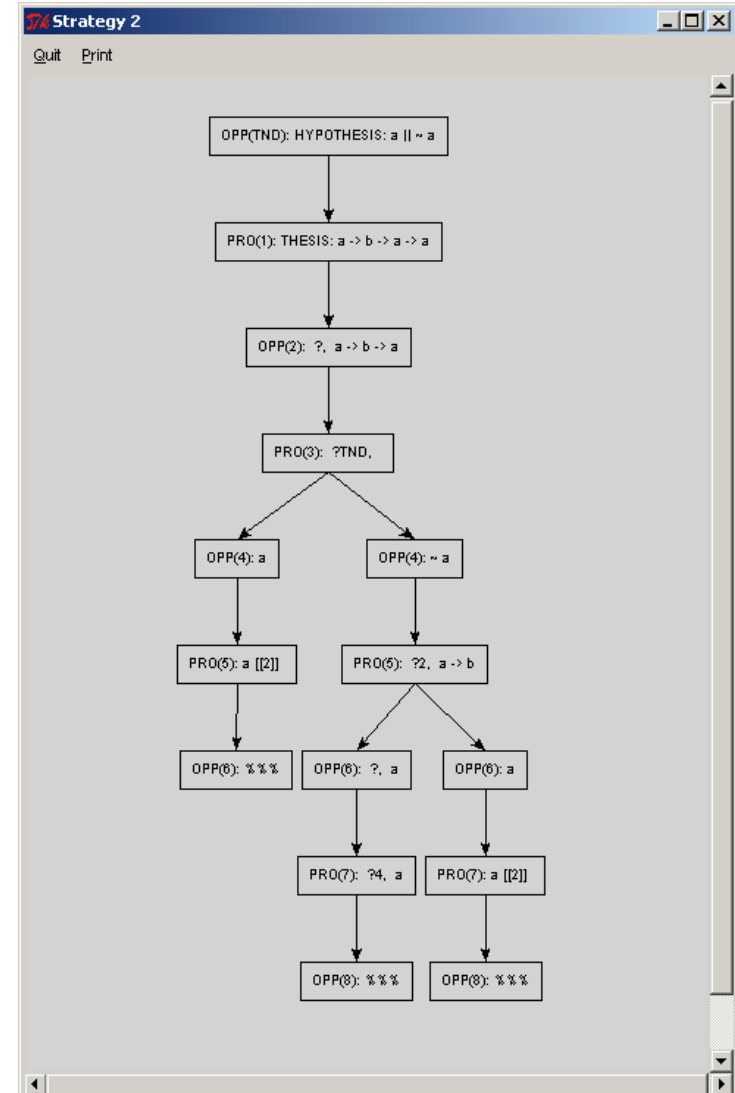 Strategy 2
Quit Print
OPP(TND): HYPOTHESIS: a || ~ a
PRO(1): THESIS: a -> b -> a -> a
OPP(2): ?, a -> b -> a
PRO(3): ?TND,
OPP(4): a
OPP(4): ~ a
PRO(5): a [[2]]
PRO(5): ?2, a -> b
OPP(6): %%%
OPP(6): ?, a
OPP(6): a
PRO(7): ?4, a
PRO(7): a [[2]]
OPP(8): %%%
OPP(8): %%%